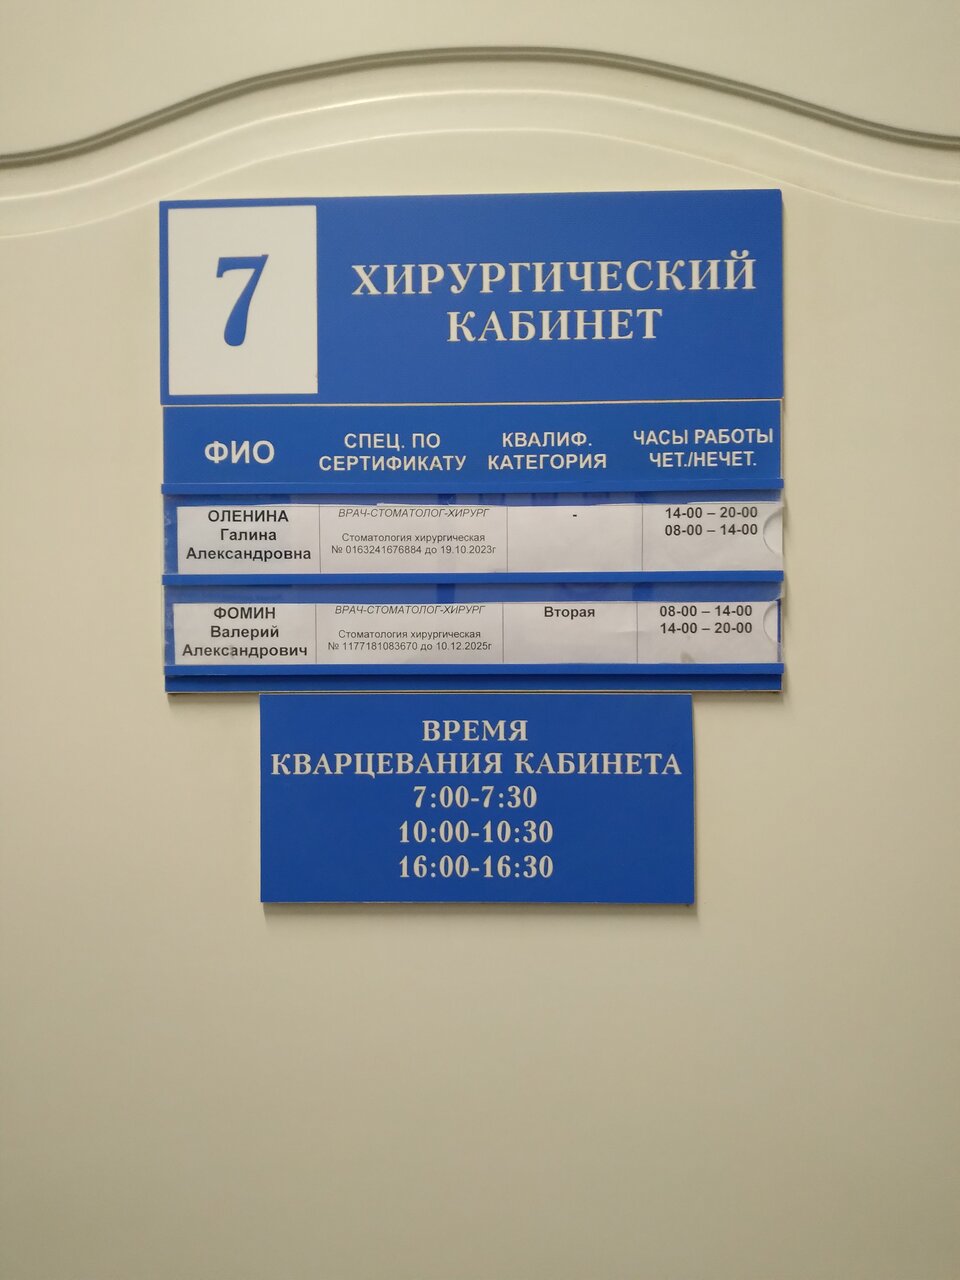 7
ХИРУРГИЧЕСКИЙ
КАБИНЕТ
ФИО
СПЕЦ. ПО
СЕРТИФИКАТУ
КВАЛИФ.
КАТЕГОРИЯ
ЧАСЫ РАБОТЫ
ЧЕТ./НЕЧЕТ.
ОЛЕНИНА
Галина
Александровна
ВРАЧ-СТОМАТОЛОГ-ХИРУРГ
Стоматология хирургическая
№ 0163241676884 до 19.10.2023г
-
14-00 – 20-00
08-00 – 14-00
ФОМИН
Валерий
Александрович
ВРАЧ-СТОМАТОЛОГ-ХИРУРГ
Стоматология хирургическая
№ 1177181083670 до 10.12.2025г
Вторая
08-00 – 14-00
14-00 – 20-00
ВРЕМЯ
КВАРЦЕВАНИЯ КАБИНЕТА
7:00-7:30
10:00-10:30
16:00-16:30